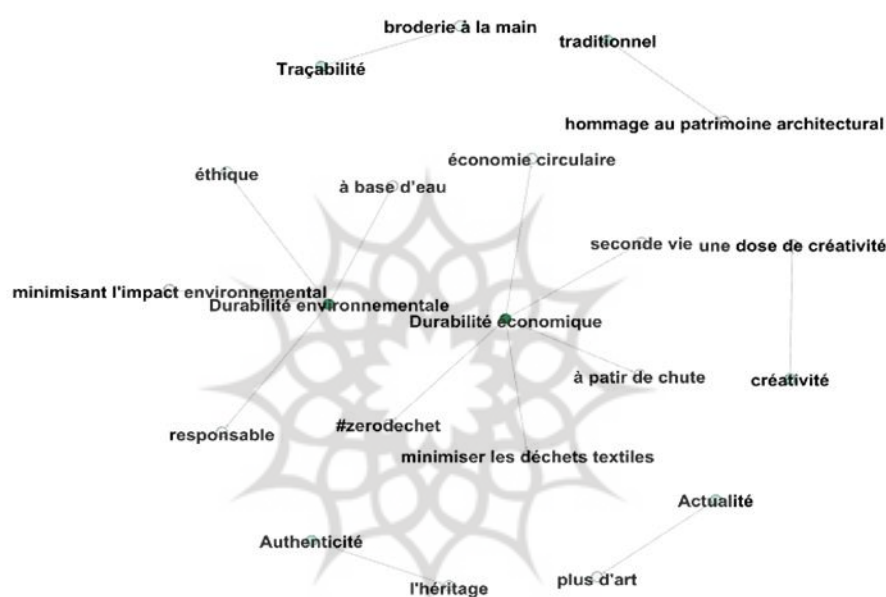 broderie à la main
traditionnel
Traçabilité
hommage au patrimoine architectural
économie circulaire
éthique
à base d'eau
seconde vie
une dose de créativité
minimisant l'impact environnemental
Durabilité environnementale
Durabilité économique
à patir de chute
créativité
#zerodechet
responsable
minimiser les déchets textiles
Actualité
Authenticité
plus d'art
l'héritage